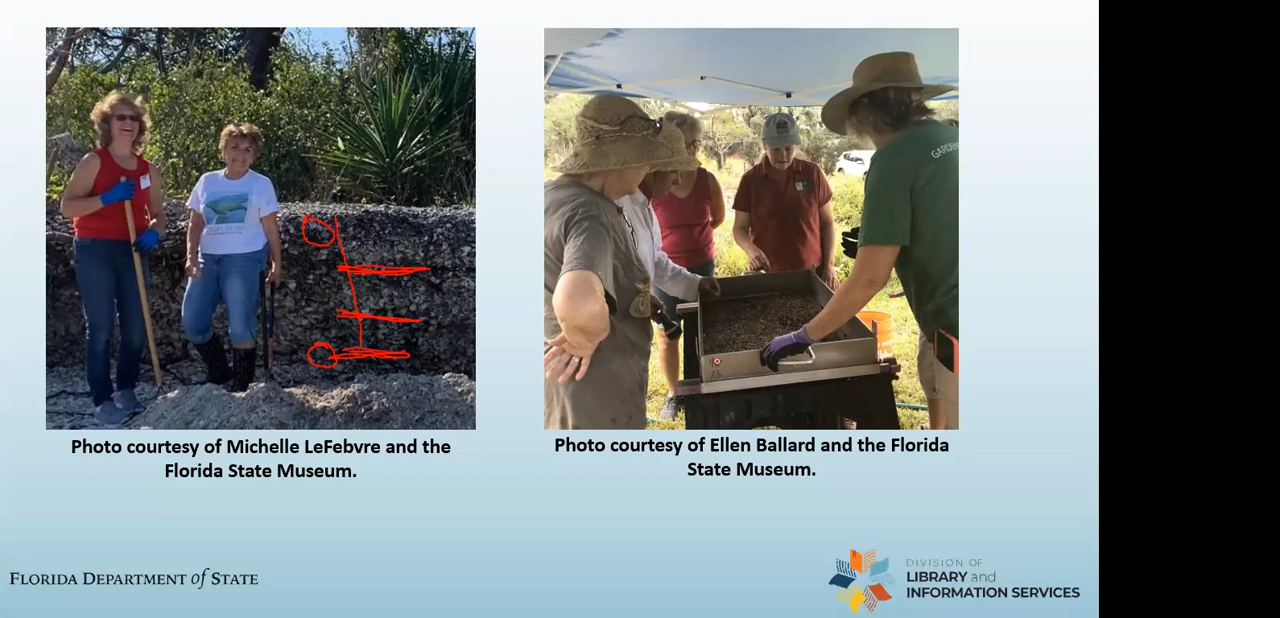 Photo courtesy of Michelle LeFebvre and the
Florida State Museum.
Photo courtesy of Ellen Ballard and the Florida
State Museum.
FLORIDA DEPARTMENT of STATE
DIVISION OF
LIBRARY and
INFORMATION SERVICES